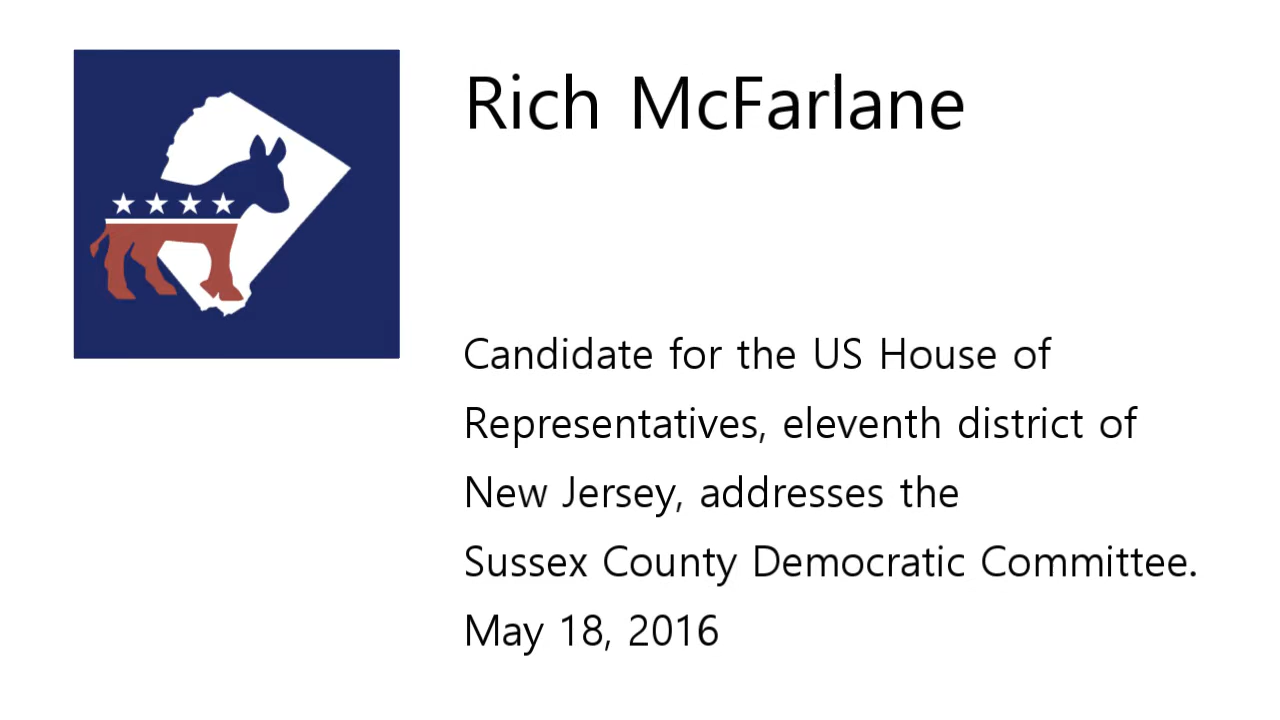 Rich McFarlane
Candidate for the US House of
Representatives, eleventh district of
New Jersey, addresses the
Sussex County Democratic Committee.
May 18, 2016